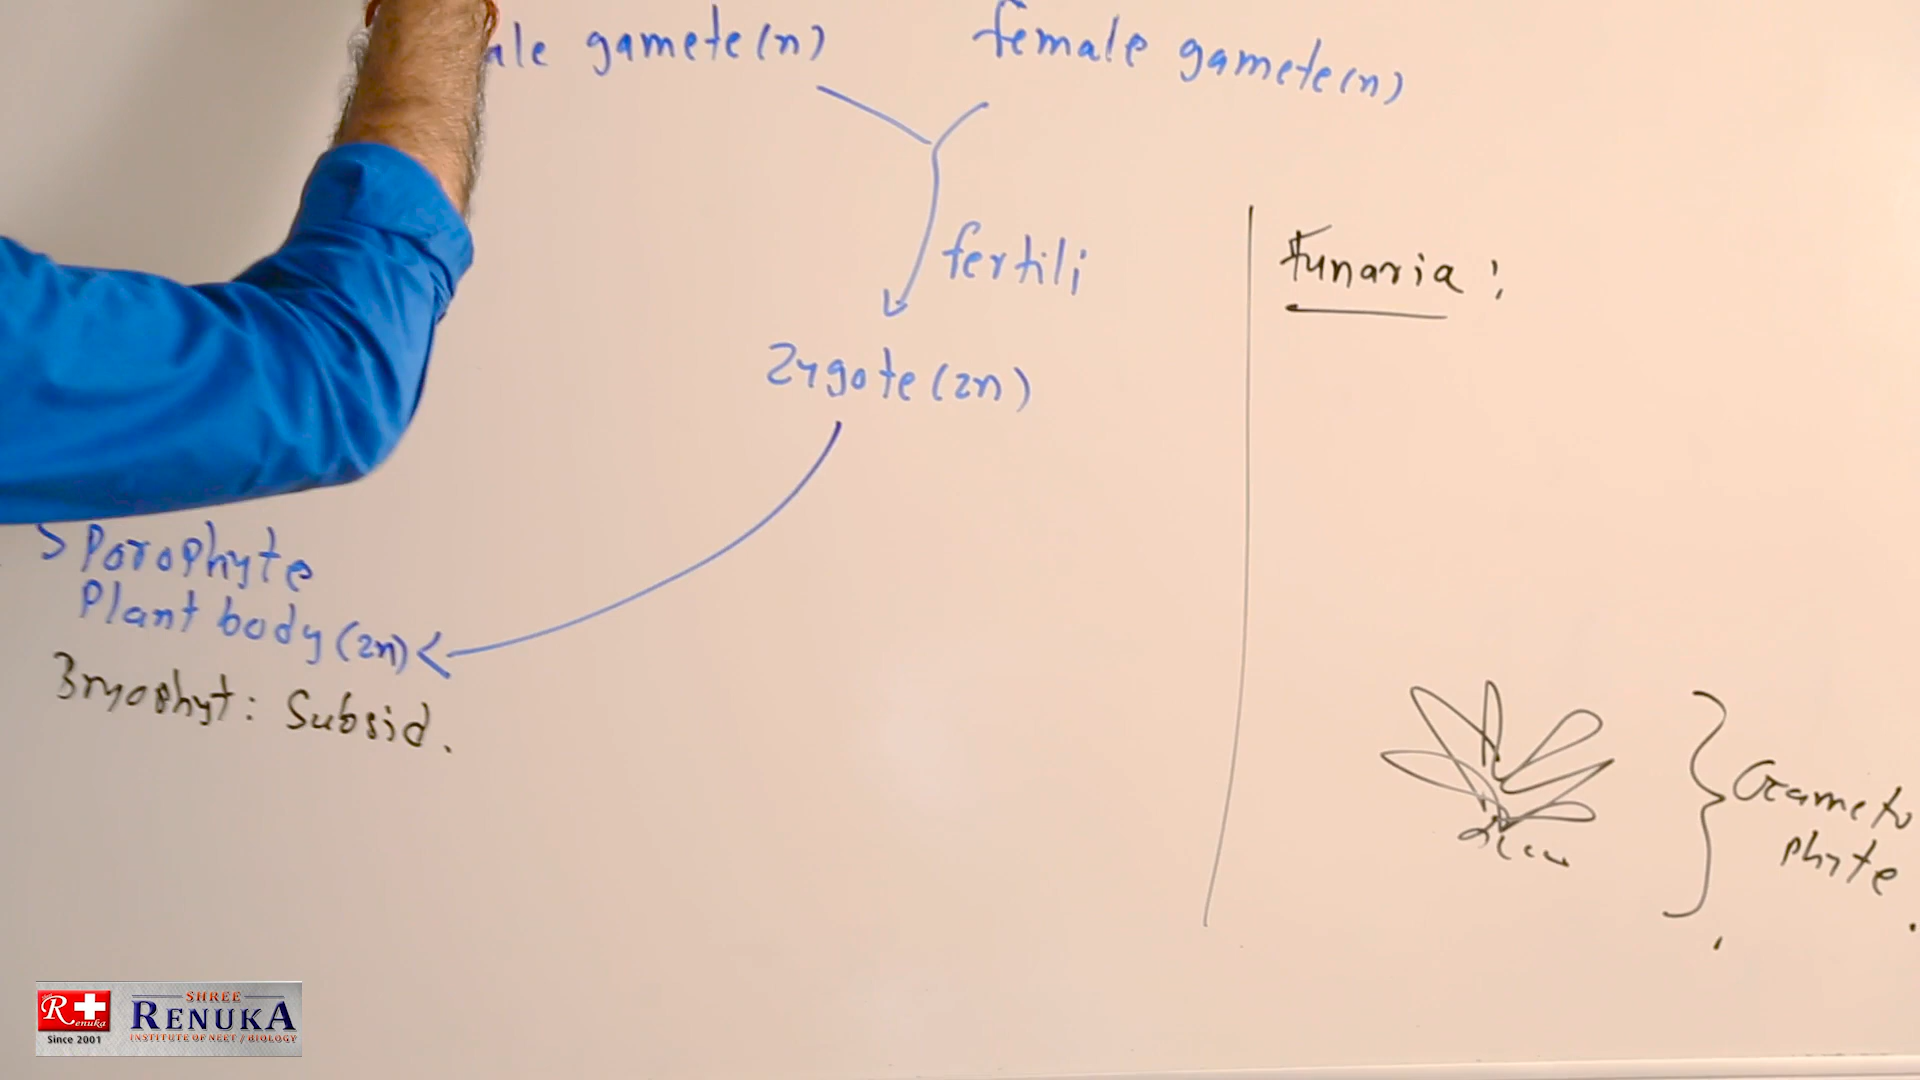 ale gamete(n)
female gamete(n)
fertili
Zygote(2n)
Sporophyte
Plant body(2n)
Bryophyt: Subsid.
Funaria:
Gameto
phyte
R
Renuka
Since 2001
SHREE
RENUKA
INSTITUTE OF NEET / BIOLOGY